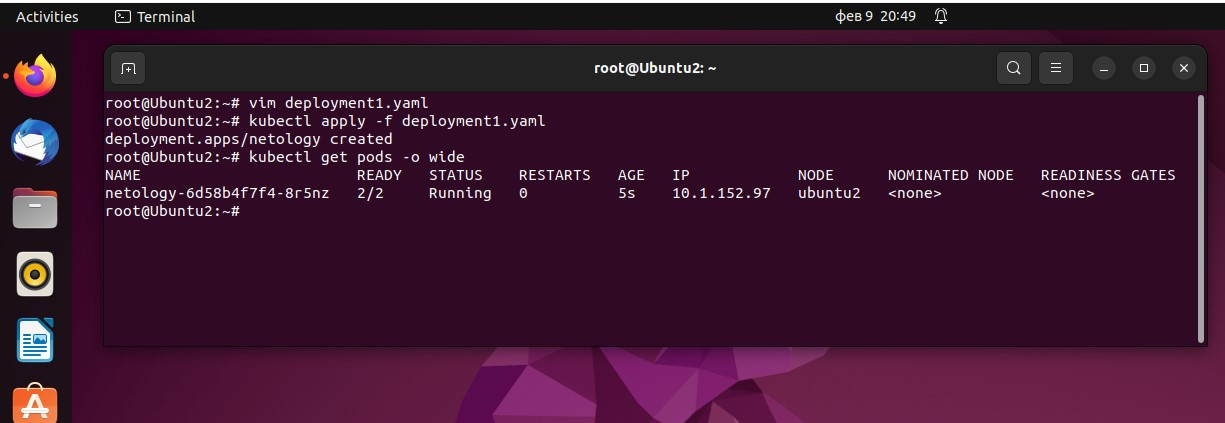 Activities Terminal фев 9 20:49
root@Ubuntu2: ~
root@Ubuntu2:~# vim deployment1.yaml
root@Ubuntu2:~# kubectl apply -f deployment1.yaml
deployment.apps/netology created
root@Ubuntu2:~# kubectl get pods -o wide
NAME READY STATUS RESTARTS AGE IP NODE NOMINATED NODE READINESS GATES
netology-6d58b4f7f4-8r5nz 2/2 Running 0 5s 10.1.152.97 ubuntu2 <none> <none>
root@Ubuntu2:~#